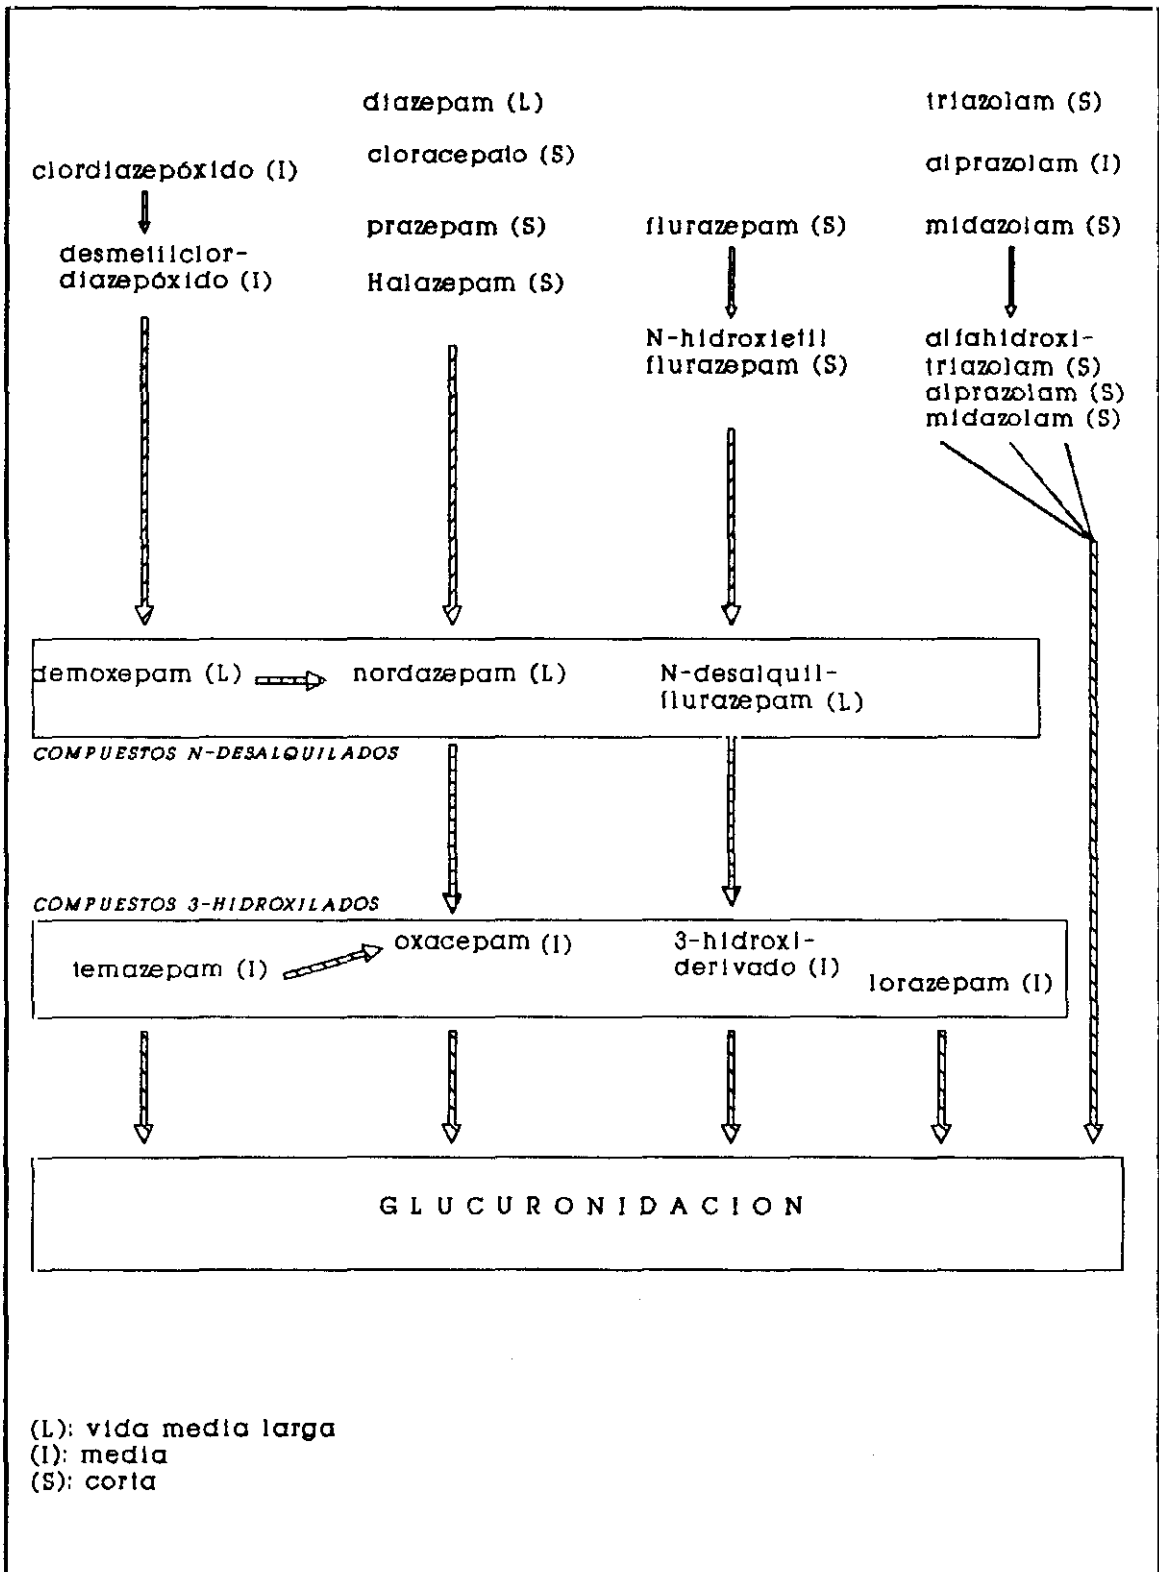 diazepam (L)
cloracepato (S)
prazepam (S)
Halazepam (S)
clordiazepóxido (I)
desmetilclor-
diazepóxido (I)
flurazepam (S)
N-hidroxietil
flurazepam (S)
triazolam (S)
alprazolam (I)
midazolam (S)
alfahidroxi-
triazolam (S)
alprazolam (S)
midazolam (S)
demoxepam (L)
nordazepam (L)
N-desalquil-
flurazepam (L)
COMPUESTOS N-DESALQUILADOS
COMPUESTOS 3-HIDROXILADOS
temazepam (I)
oxacepam (I)
3-hidroxi-
derivado (I)
lorazepam (I)
GLUCURONIDACION
(L): vida media larga
(I): media
(S): corta